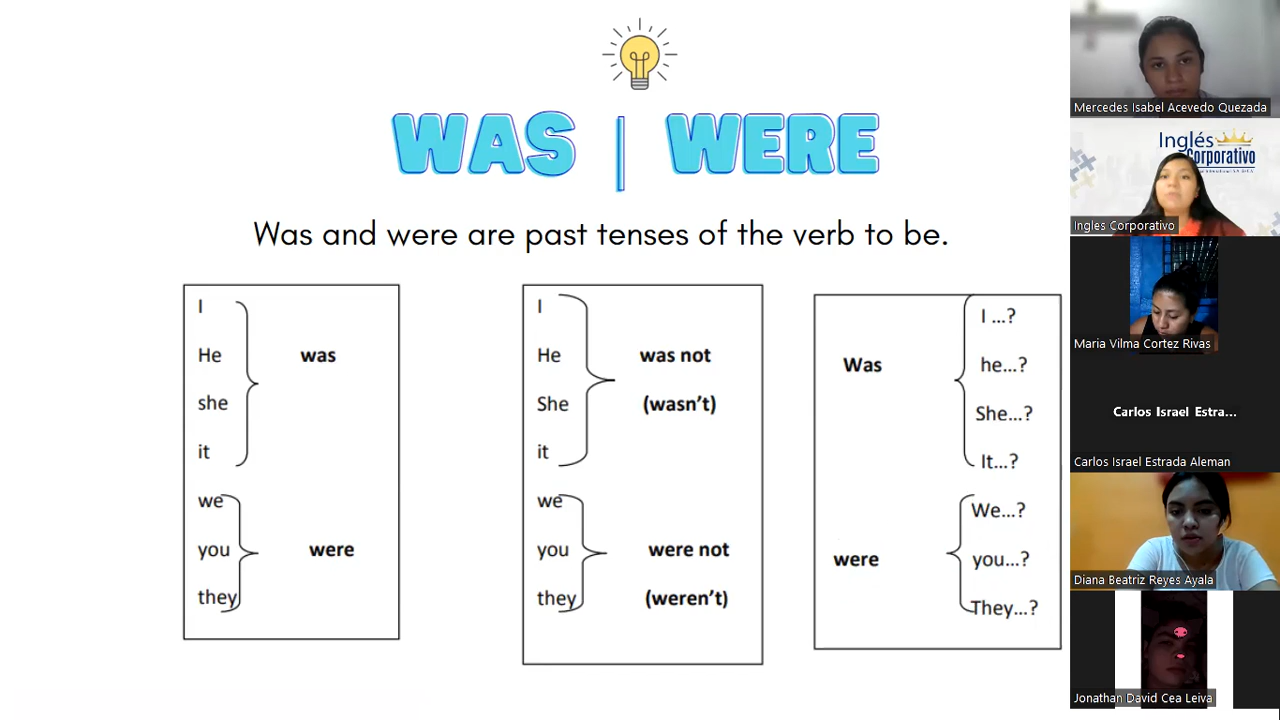 WAS | WERE
Was and were are past tenses of the verb to be.
I
He
was
she
it
we
you
were
they
I
He
was not
She
(wasn't)
it
we
you
were not
they
(weren't)
I ...?
Was
he...?
She...?
It...?
We...?
were
you...?
They...?
Mercedes Isabel Acevedo Quezada
Inglés
Corporativo
Ingles Corporativo
Maria Vilma Cortez Rivas
Carlos Israel Estra...
Carlos Israel Estrada Aleman
Diana Beatriz Reyes Ayala
Jonathan David Cea Leiva